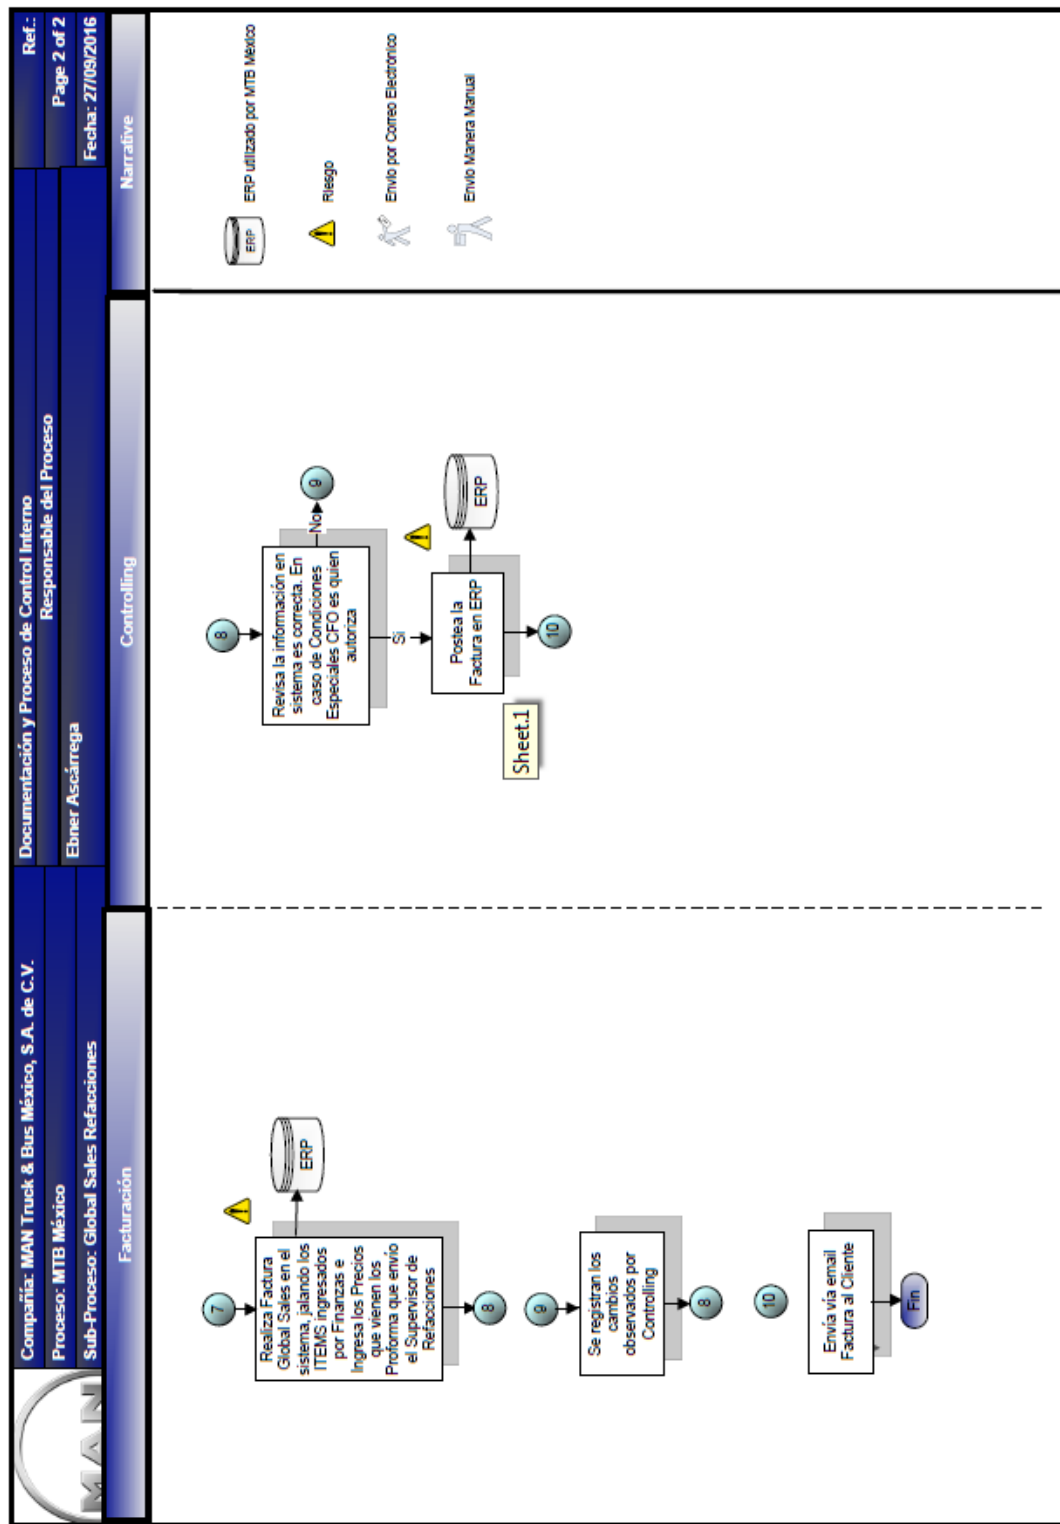 MAN
Compañía: MAN Truck & Bus México, S.A. de C.V.
Documentación y Proceso de Control Interno
Ref.:
Proceso: MTB México
Responsable del Proceso
Page 2 of 2
Sub-Proceso: Global Sales Refacciones
Ebner Ascárrega
Fecha: 27/09/2016
Facturación
Controlling
Narrative
7
Realiza Factura
Global Sales en el
sistema, jalando los
ITEMS ingresados
por Finanzas e
Ingresa los Precios
que vienen los
Proforma que envío
el Supervisor de
Refacciones
ERP
8
9
Se registran los
cambios
observados por
Controlling
8
10
Envía vía email
Factura al Cliente
Fin
8
Revisa la información en
sistema es correcta. En
caso de Condiciones
Especiales CFO es quien
autoriza
No
9
Si
Postea la
Factura en ERP
ERP
10
Sheet.1
ERP
ERP utilizado por MTB México
Riesgo
Envío por Correo Electrónico
Envío Manera Manual